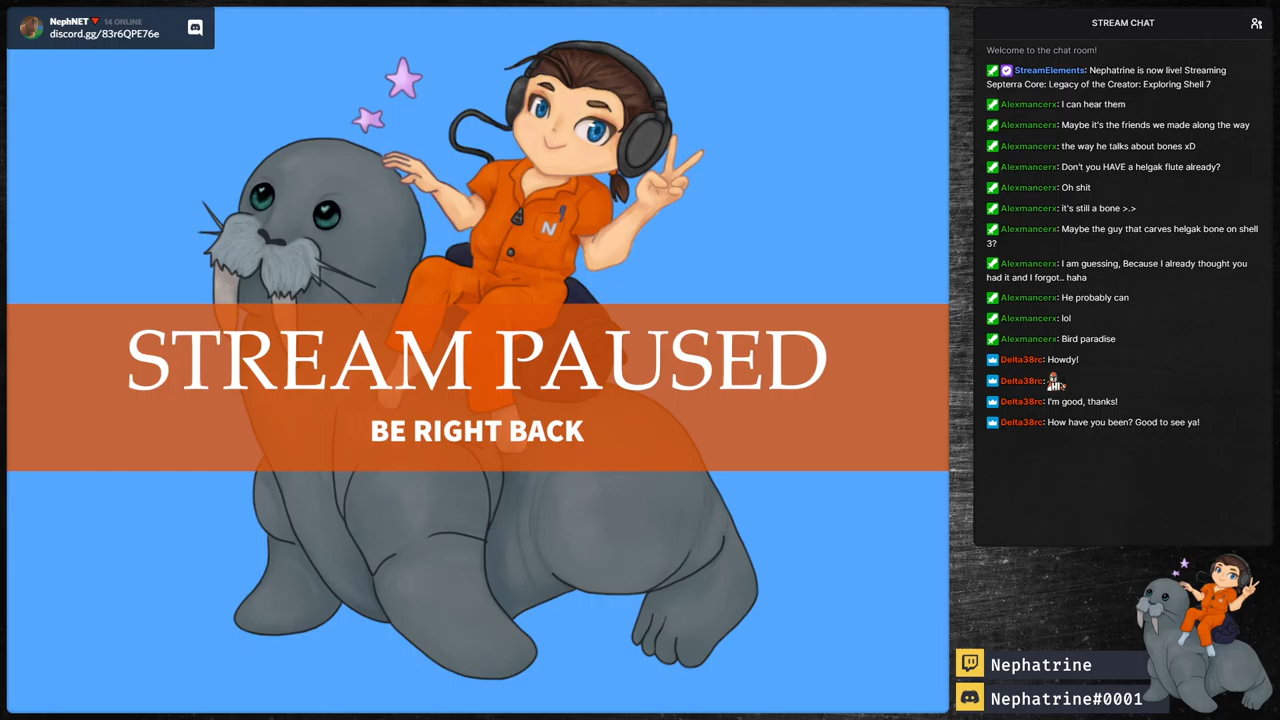 NephNET 14 ONLINE
discord.gg/83r6QPE76e
N
STREAM PAUSED
BE RIGHT BACK
STREAM CHAT
Welcome to the chat room!
StreamElements: Nephatrine is now live! Streaming
Septerra Core: Legacy of the Creator: Exploring Shell 7
Alexmancerx: I can hear them
Alexmancerx: Maybe it's the friends we made along the way
Alexmancerx: the way he talks about bones xD
Alexmancerx: Don't you HAVE a helgak flute already?
Alexmancerx: Oh shit
Alexmancerx: it's still a bone >:(
Alexmancerx: Maybe the guy that gives helgak flute in shell
3?
Alexmancerx: I am guessing, because I already thought you
had it and I forgot... haha
Alexmancerx: He probably can
Alexmancerx: lol
Alexmancerx: Bird paradise
Delta38rc: Howdy!
Delta38rc:
Delta38rc: I'm good, thanks!
Delta38rc: How have you been? good to see ya!
Nephatrine
Nephatrine#0001